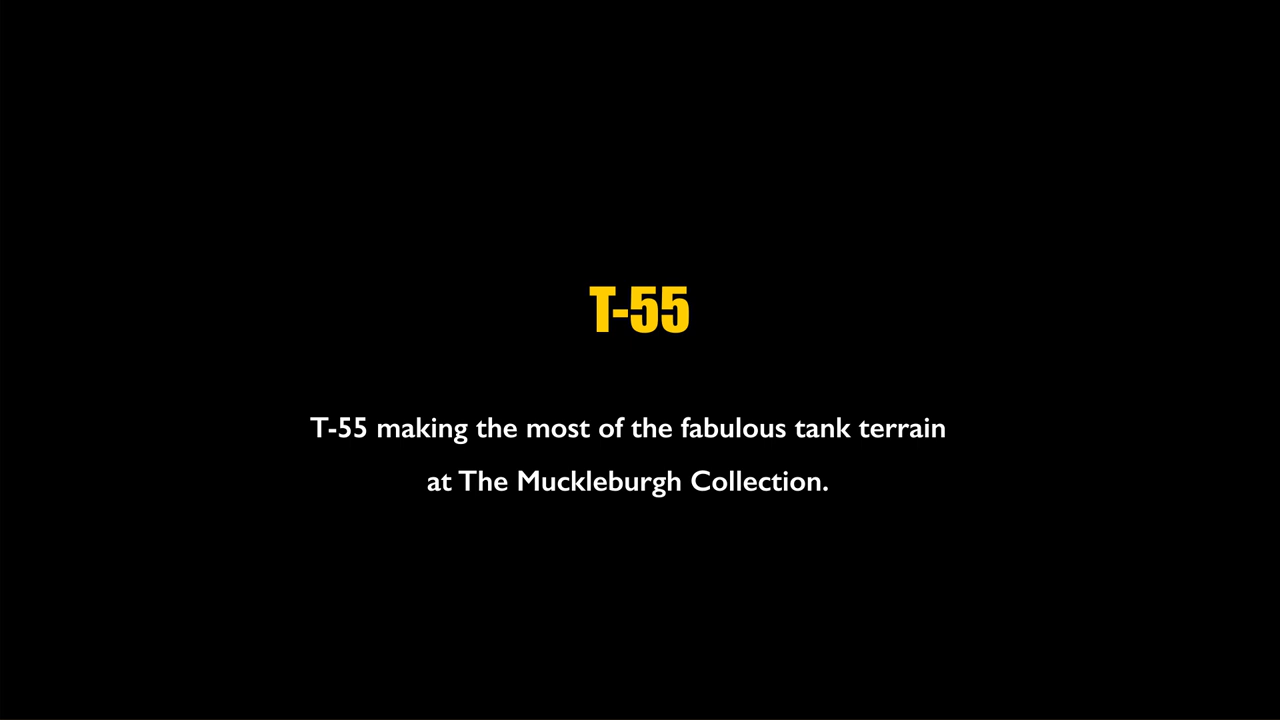 T-55
T-55 making the most of the fabulous tank terrain
at The Muckleburgh Collection.